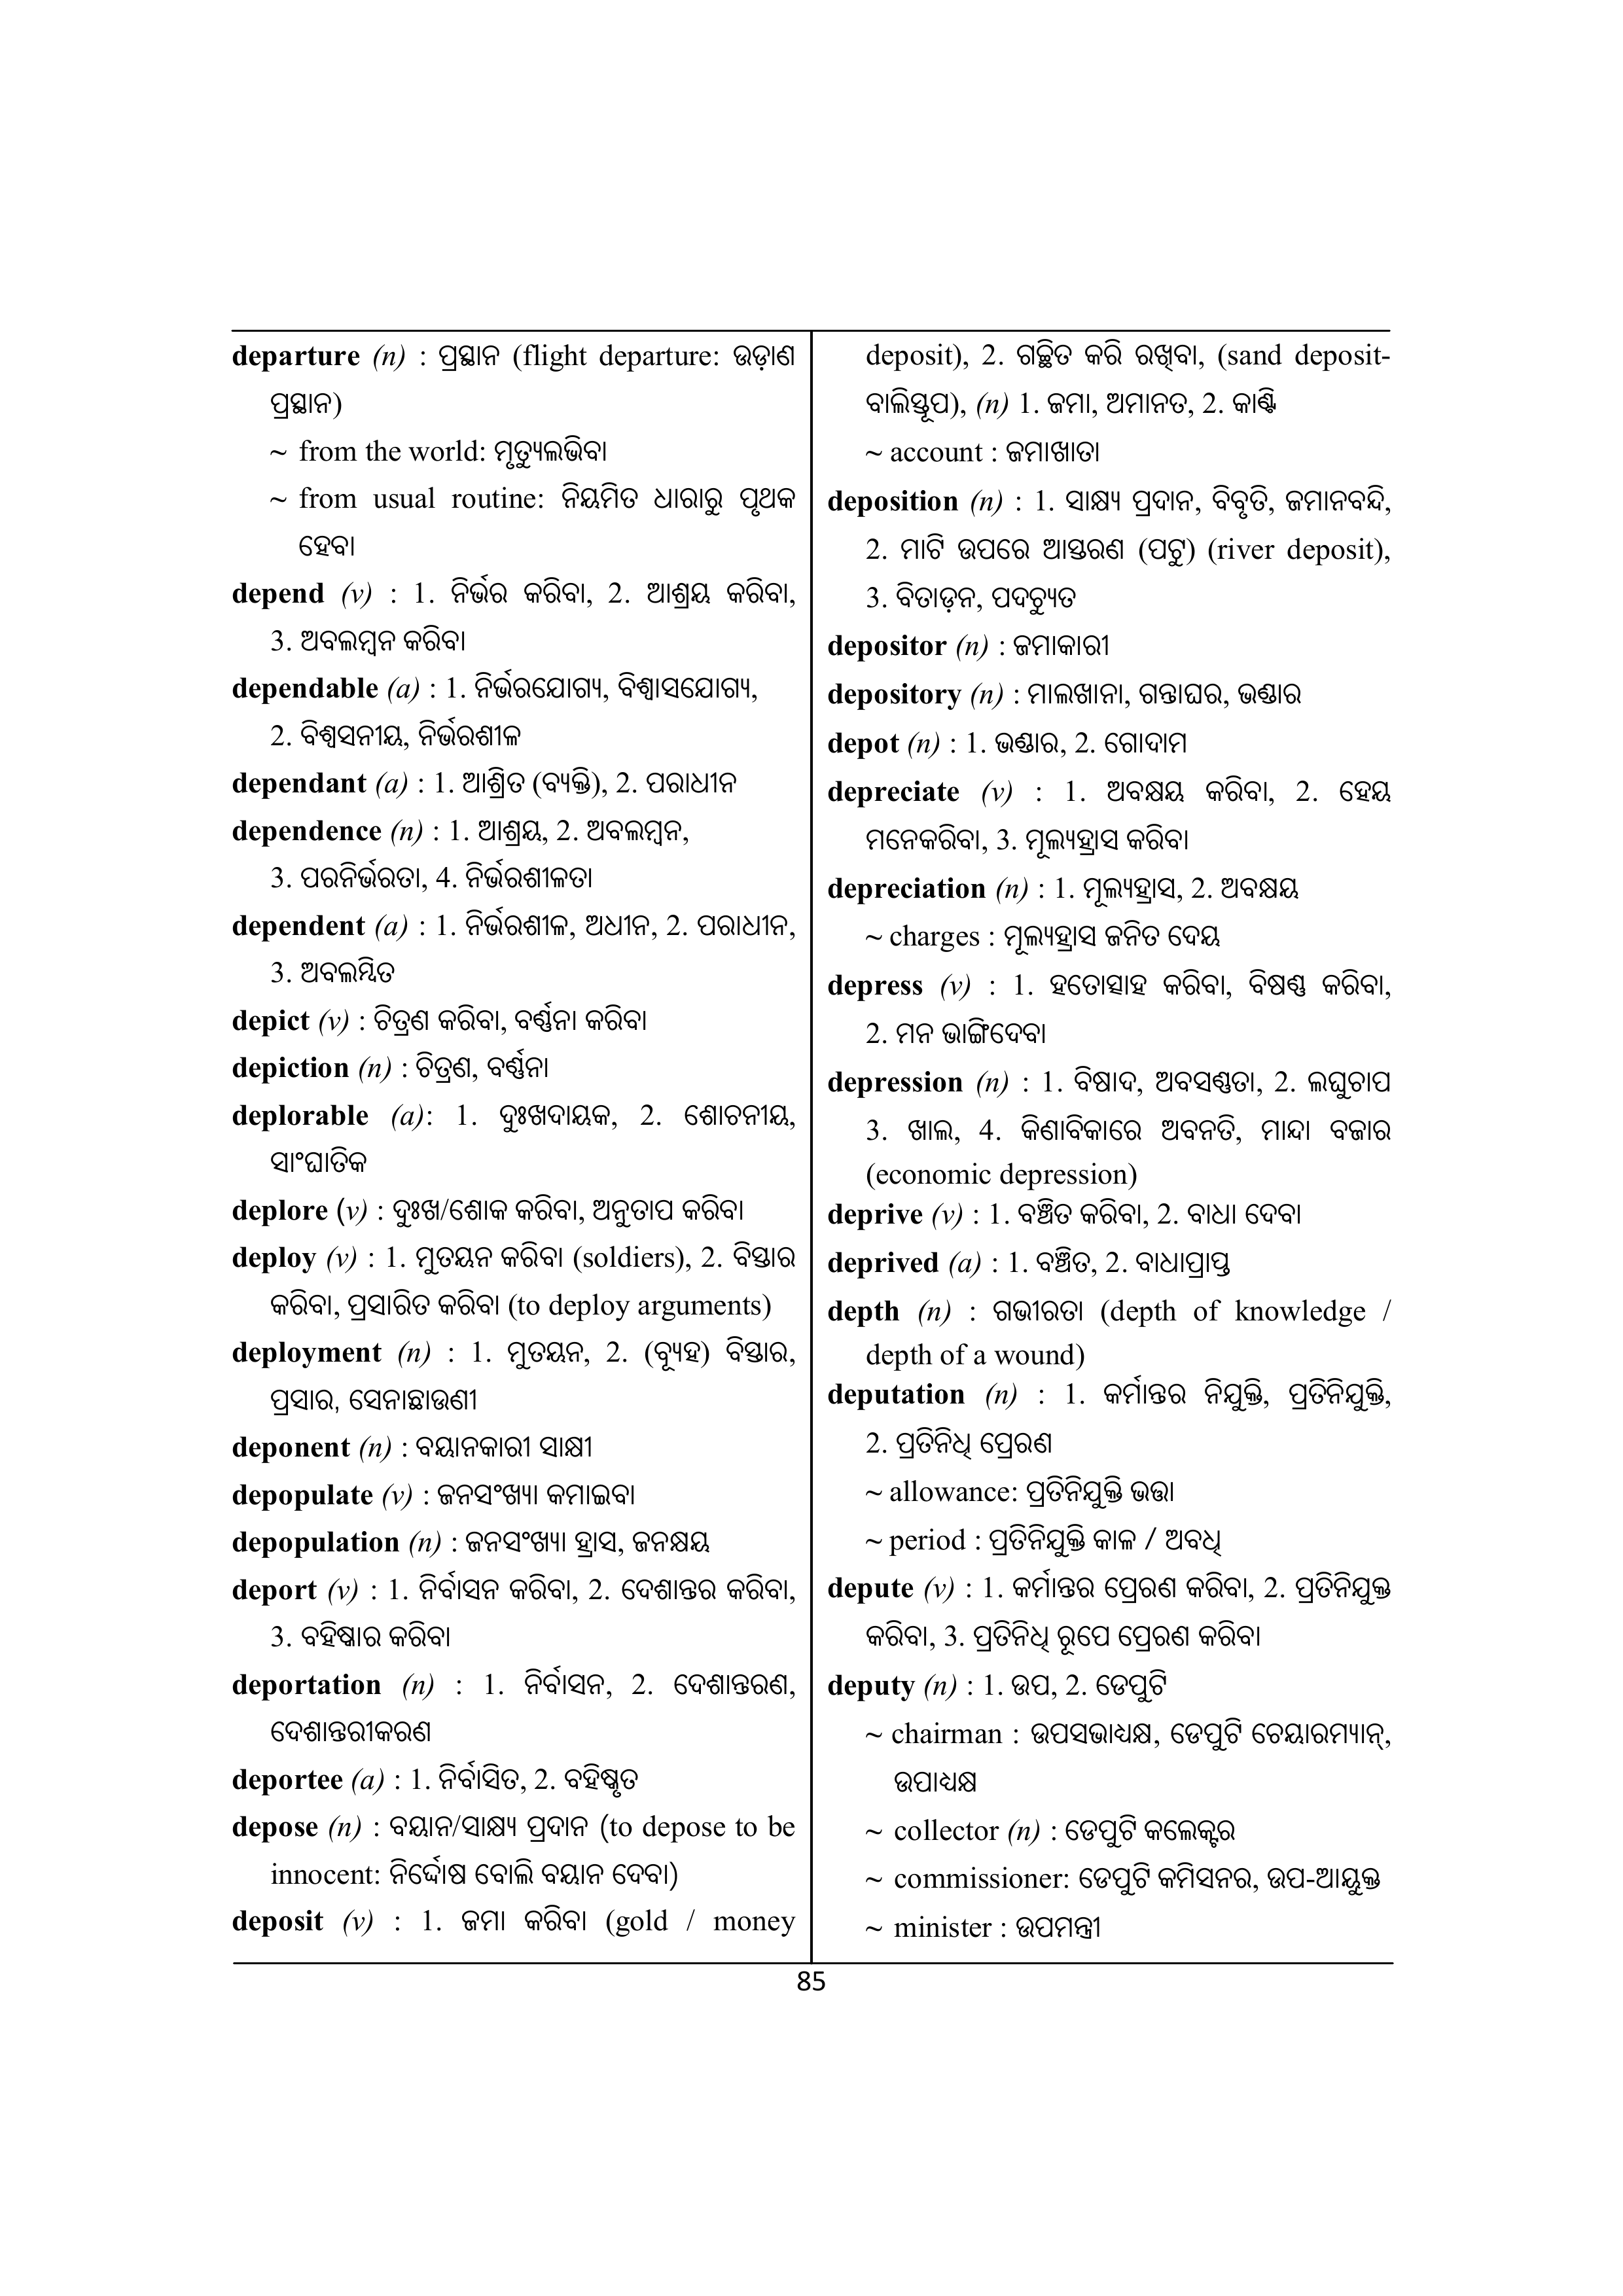 departure (n) : ପ୍ରସ୍ଥାନ (flight departure: ଉଡ଼ାଣ
ପ୍ରସ୍ଥାନ)
~ from the world: ମୃତ୍ୟୁଲଭିବା
~ from usual routine: ନିୟମିତ ଧାରାରୁ ପୃଥକ
ହେବା
depend (v) : 1. ନିର୍ଭର କରିବା, 2. ଆଶ୍ରୟ କରିବା,
3. ଅବଲମ୍ବନ କରିବା
dependable (a) : 1. ନିର୍ଭରଯୋଗ୍ୟ, ବିଶ୍ୱାସଯୋଗ୍ୟ,
2. ବିଶ୍ୱସନୀୟ, ନିର୍ଭରଶୀଳ
dependant (a) : 1. ଆଶ୍ରିତ (ବ୍ୟକ୍ତି), 2. ପରାଧୀନ
dependence (n) : 1. ଆଶ୍ରୟ, 2. ଅବଲମ୍ବନ,
3. ପରନିର୍ଭରତା, 4. ନିର୍ଭରଶୀଳତା
dependent (a) : 1. ନିର୍ଭରଶୀଳ, ଅଧୀନ, 2. ପରାଧୀନ,
3. ଅବଲମ୍ବିତ
depict (v) : ଚିତ୍ରଣ କରିବା, ବର୍ଣ୍ଣନା କରିବା
depiction (n) : ଚିତ୍ରଣ, ବର୍ଣ୍ଣନା
deplorable (a): 1. ଦୁଃଖଦାୟକ, 2. ଶୋଚନୀୟ,
ସାଂଘାତିକ
deplore (v) : ଦୁଃଖ/ଶୋକ କରିବା, ଅନୁତାପ କରିବା
deploy (v) : 1. ମୁତୟନ କରିବା (soldiers), 2. ବିସ୍ତାର
କରିବା, ପ୍ରସାରିତ କରିବା (to deploy arguments)
deployment (n) : 1. ମୁତୟନ, 2. (ବ୍ୟୂହ) ବିସ୍ତାର,
ପ୍ରସାର, ସେନାଛାଉଣୀ
deponent (n) : ବୟାନକାରୀ ସାକ୍ଷୀ
depopulate (v) : ଜନସଂଖ୍ୟା କମାଇବା
depopulation (n) : ଜନସଂଖ୍ୟା ହ୍ରାସ, ଜନକ୍ଷୟ
deport (v) : 1. ନିର୍ବାସନ କରିବା, 2. ଦେଶାନ୍ତର କରିବା,
3. ବହିଷ୍କାର କରିବା
deportation (n) : 1. ନିର୍ବାସନ, 2. ଦେଶାନ୍ତରଣ,
ଦେଶାନ୍ତରୀକରଣ
deportee (a) : 1. ନିର୍ବାସିତ, 2. ବହିଷ୍କୃତ
depose (n) : ବୟାନ/ସାକ୍ଷ୍ୟ ପ୍ରଦାନ (to depose to be
innocent: ନିର୍ଦ୍ଦୋଷ ବୋଲି ବୟାନ ଦେବା)
deposit (v) : 1. ଜମା କରିବା (gold / money
deposit), 2. ଗଚ୍ଛିତ କରି ରଖିବା, (sand deposit-
ବାଲିସ୍ତୂପ), (n) 1. ଜମା, ଅମାନତ, 2. କାଣ୍ଟି
~ account : ଜମାଖାତା
deposition (n) : 1. ସାକ୍ଷ୍ୟ ପ୍ରଦାନ, ବିବୃତି, ଜମାନବନ୍ଦି,
2. ମାଟି ଉପରେ ଆସ୍ତରଣ (ପଟୁ) (river deposit),
3. ବିତାଡ଼ନ, ପଦଚ୍ୟୁତ
depositor (n) : ଜମାକାରୀ
depository (n) : ମାଲଖାନା, ଗନ୍ତାଘର, ଭଣ୍ଡାର
depot (n) : 1. ଭଣ୍ଡାର, 2. ଗୋଦାମ
depreciate (v) : 1. ଅବକ୍ଷୟ କରିବା, 2. ହେୟ
ମନେକରିବା, 3. ମୂଲ୍ୟହ୍ରାସ କରିବା
depreciation (n) : 1. ମୂଲ୍ୟହ୍ରାସ, 2. ଅବକ୍ଷୟ
~ charges : ମୂଲ୍ୟହ୍ରାସ ଜନିତ ଦେୟ
depress (v) : 1. ହତୋତ୍ସାହ କରିବା, ବିଷଣ୍ଣ କରିବା,
2. ମନ ଭାଙ୍ଗିଦେବା
depression (n) : 1. ବିଷାଦ, ଅବସଣ୍ଣତା, 2. ଲଘୁଚାପ
3. ଖାଲ, 4. କିଣାବିକାରେ ଅବନତି, ମାନ୍ଦା ବଜାର
(economic depression)
deprive (v) : 1. ବଞ୍ଚିତ କରିବା, 2. ବାଧା ଦେବା
deprived (a) : 1. ବଞ୍ଚିତ, 2. ବାଧାପ୍ରାପ୍ତ
depth (n) : ଗଭୀରତା (depth of knowledge /
depth of a wound)
deputation (n) : 1. କର୍ମାନ୍ତର ନିଯୁକ୍ତି, ପ୍ରତିନିଯୁକ୍ତି,
2. ପ୍ରତିନିଧି ପ୍ରେରଣ
~ allowance: ପ୍ରତିନିଯୁକ୍ତି ଭତ୍ତା
~ period : ପ୍ରତିନିଯୁକ୍ତି କାଳ / ଅବଧି
depute (v) : 1. କର୍ମାନ୍ତର ପ୍ରେରଣ କରିବା, 2. ପ୍ରତିନିଯୁକ୍ତ
କରିବା, 3. ପ୍ରତିନିଧି ରୂପେ ପ୍ରେରଣ କରିବା
deputy (n) : 1. ଉପ, 2. ଡେପୁଟି
~ chairman : ଉପସଭାଧ୍ୟକ୍ଷ, ଡେପୁଟି ଚେୟାରମ୍ୟାନ୍,
ଉପାଧ୍ୟକ୍ଷ
~ collector (n) : ଡେପୁଟି କଲେକ୍ଟର
~ commissioner: ଡେପୁଟି କମିସନର, ଉପ-ଆୟୁକ୍ତ
~ minister : ଉପମନ୍ତ୍ରୀ
85